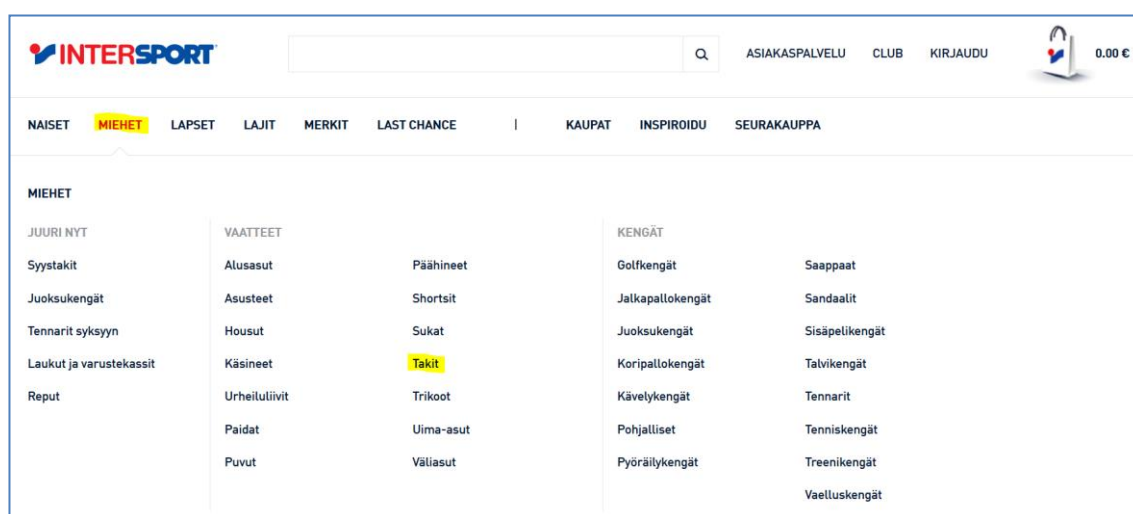 INTERSPORT
ASIAKASPALVELU CLUB KIRJAUDU 0.00 €
NAISET MIEHET LAPSET LAJIT MERKIT LAST CHANCE | KAUPAT INSPIROIDU SEURAKAUPPA
MIEHET
JUURI NYT
Syystakit
Juoksukengät
Tennarit syksyyn
Laukut ja varustekassit
Reput
VAATTEET
Alusasut
Asusteet
Housut
Käsineet
Urheiluliivit
Paidat
Puvut
Päähineet
Shortsit
Sukat
Takit
Trikoot
Uima-asut
Väliasut
KENGÄT
Golfkengät
Jalkapallokengät
Juoksukengät
Koripallokengät
Kävelykengät
Pohjalliset
Pyöräilykengät
Saappaat
Sandaalit
Sisäpelikengät
Talvikengät
Tennarit
Tenniskengät
Treenikengät
Vaelluskengät